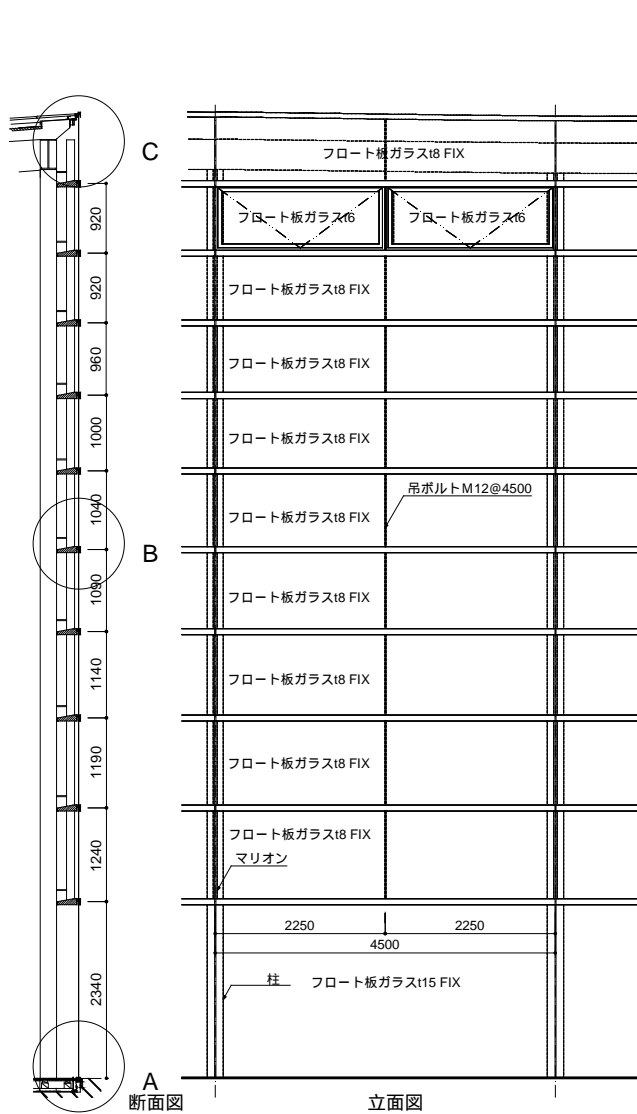 C
フロート板ガラスt8 FIX
920
フロート板ガラスt6
フロート板ガラスt6
920
フロート板ガラスt8 FIX
960
フロート板ガラスt8 FIX
1000
フロート板ガラスt8 FIX
吊ボルトM12@4500
1040
フロート板ガラスt8 FIX
B
1090
フロート板ガラスt8 FIX
1140
フロート板ガラスt8 FIX
1190
フロート板ガラスt8 FIX
1240
フロート板ガラスt8 FIX
マリオン
2250
2250
4500
2340
柱
フロート板ガラスt15 FIX
A
断面図
立面図